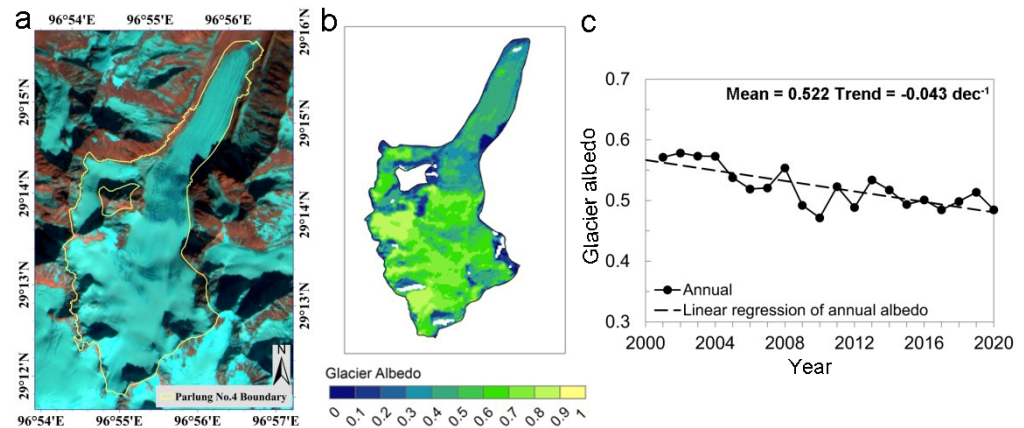 a
96°54'E 96°55'E 96°56'E
29°15'N
29°14'N
29°13'N
29°12'N
29°16'N
29°15'N
29°14'N
29°13'N
N
Parlung No.4 Boundary
96°54'E 96°55'E 96°56'E 96°57'E
b
Glacier Albedo
0 0.1 0.2 0.3 0.4 0.5 0.6 0.7 0.8 0.9 1
c
Mean = 0.522 Trend = -0.043 dec⁻¹
Glacier albedo
0.7
0.6
0.5
0.4
0.3
Annual
Linear regression of annual albedo
2000 2004 2008 2012 2016 2020
Year